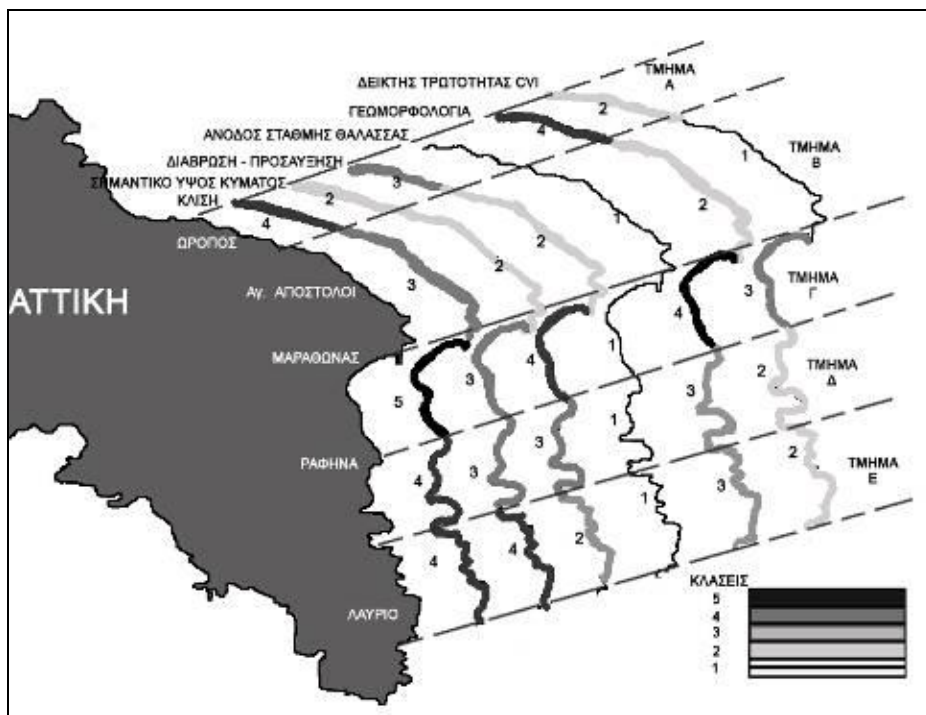 ΔΕΙΚΤΗΣ ΤΡΩΤΟΤΗΤΑΣ CVI
ΤΜΗΜΑ
Α
ΓΕΩΜΟΡΦΟΛΟΓΙΑ
2
4
ΑΝΟΔΟΣ ΣΤΑΘΜΗΣ ΘΑΛΑΣΣΑΣ
1
ΤΜΗΜΑ
Β
ΔΙΑΒΡΩΣΗ - ΠΡΟΣΑΥΞΗΣΗ
3
ΣΗΜΑΝΤΙΚΟ ΥΨΟΣ ΚΥΜΑΤΟΣ
2
ΚΛΙΣΗ
4
1
2
ΩΡΟΠΟΣ
2
2
3
ΤΜΗΜΑ
Γ
Αγ. ΑΠΟΣΤΟΛΟΙ
ΑΤΤΙΚΗ
3
4
1
4
3
ΜΑΡΑΘΩΝΑΣ
5
3
4
1
3
2
ΤΜΗΜΑ
Δ
ΡΑΦΗΝΑ
4
3
3
1
3
2
ΤΜΗΜΑ
Ε
4
4
2
ΛΑΥΡΙΟ
ΚΛΑΣΕΙΣ
5
4
3
2
1